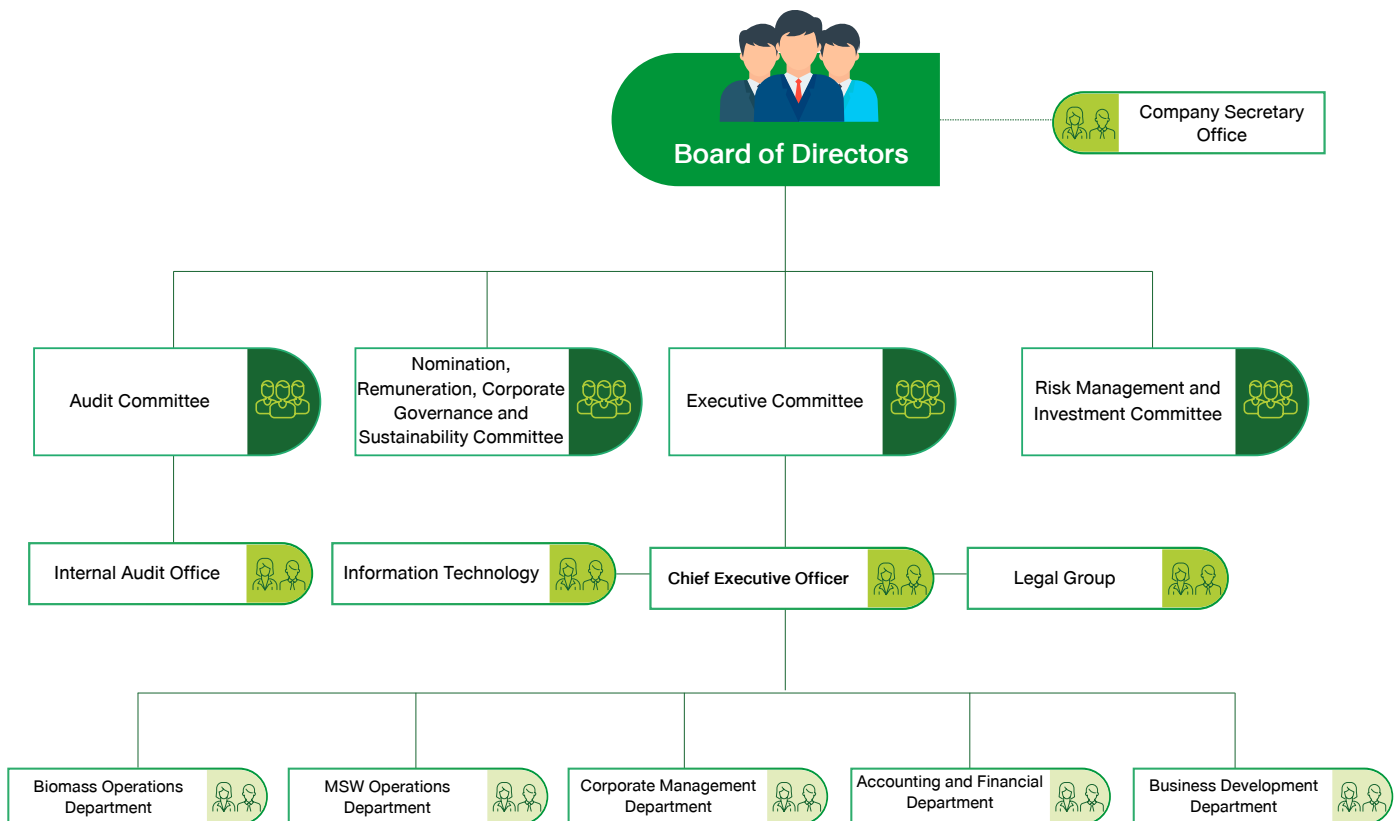 Board of Directors
Company Secretary
Office
Audit Committee
Nomination,
Remuneration, Corporate
Governance and
Sustainability Committee
Executive Committee
Risk Management and
Investment Committee
Internal Audit Office
Information Technology
Chief Executive Officer
Legal Group
Biomass Operations
Department
MSW Operations
Department
Corporate Management
Department
Accounting and Financial
Department
Business Development
Department